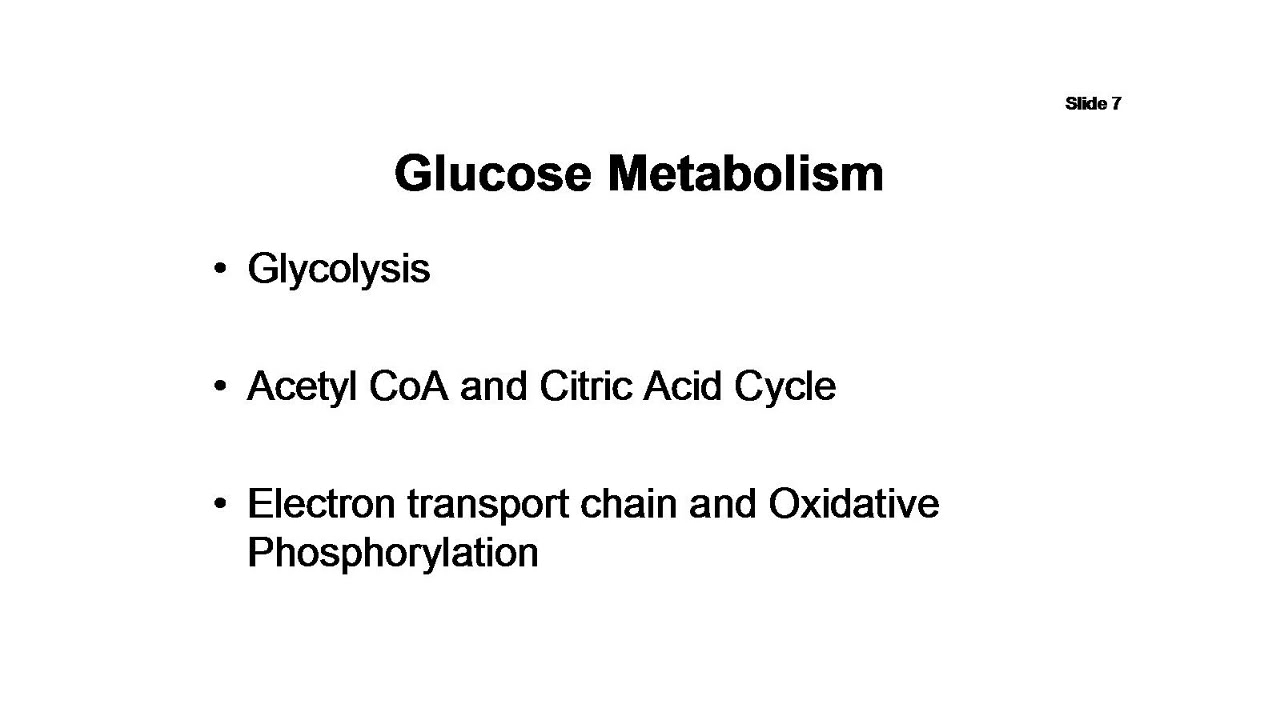 Slide 7
Glucose Metabolism
• Glycolysis
• Acetyl CoA and Citric Acid Cycle
• Electron transport chain and Oxidative
Phosphorylation